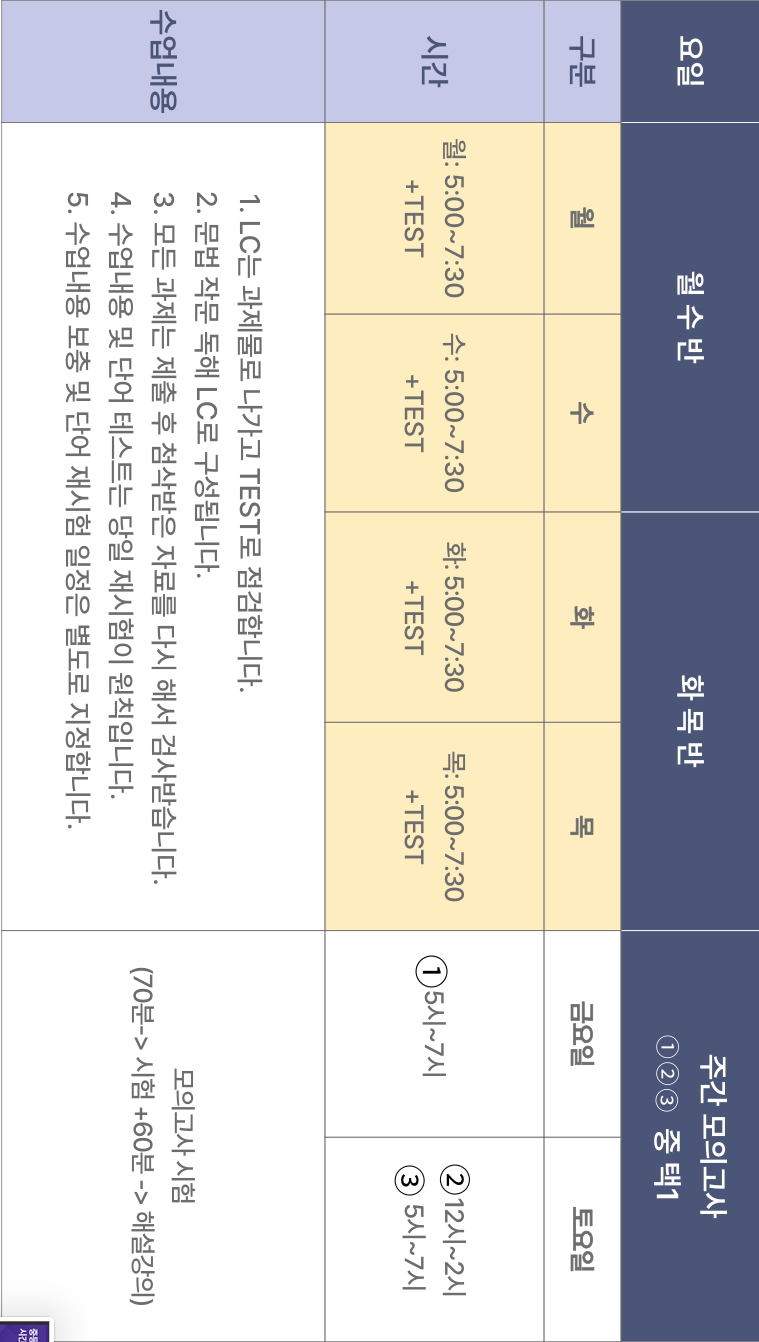 요일
월 수 반
화 목 반
주간 모의고사
①②③ 중 택1
구분
월
수
화
목
금요일
토요일
시간
월: 5:00~7:30
+TEST
수: 5:00~7:30
+TEST
화: 5:00~7:30
+TEST
목: 5:00~7:30
+TEST
①5시~7시
②12시~2시
③ 5시~7시
수업내용
1. LC는 과제물로 나가고 TEST로 점검합니다.
2. 문법 작문 독해 LC로 구성됩니다.
3. 모든 과제는 제출 후 첨삭받은 자료를 다시 해서 검사받습니다.
4. 수업내용 및 단어 테스트는 당일 재시험이 원칙입니다.
5. 수업내용 보충 및 단어 재시험 일정은 별도로 지정합니다.
모의고사 시험
(70분-> 시험 +60분 -> 해설강의)